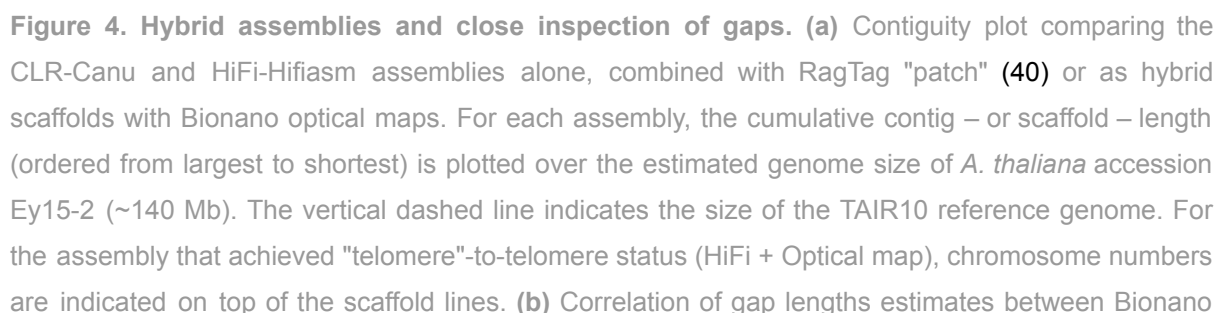 Figure 4. Hybrid assemblies and close inspection of gaps. (a) Contiguity plot comparing the
CLR-Canu and HiFi-Hifiasm assemblies alone, combined with RagTag "patch" (40) or as hybrid
scaffolds with Bionano optical maps. For each assembly, the cumulative contig – or scaffold – length
(ordered from largest to shortest) is plotted over the estimated genome size of A. thaliana accession
Ey15-2 (~140 Mb). The vertical dashed line indicates the size of the TAIR10 reference genome. For
the assembly that achieved "telomere"-to-telomere status (HiFi + Optical map), chromosome numbers
are indicated on top of the scaffold lines. (b) Correlation of gap lengths estimates between Bionano